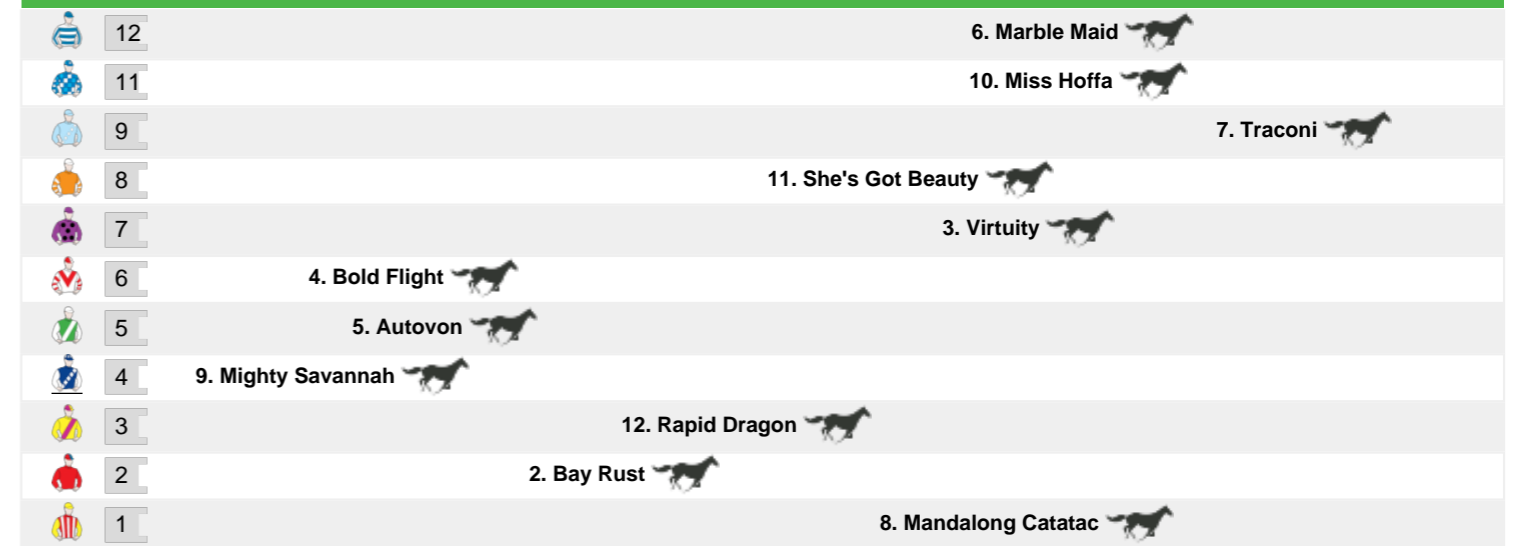 12 6. Marble Maid
11 10. Miss Hoffa
9 7. Traconi
8 11. She's Got Beauty
7 3. Virtuity
6 4. Bold Flight
5 5. Autovon
4 9. Mighty Savannah
3 12. Rapid Dragon
2 2. Bay Rust
1 8. Mandalong Catatac